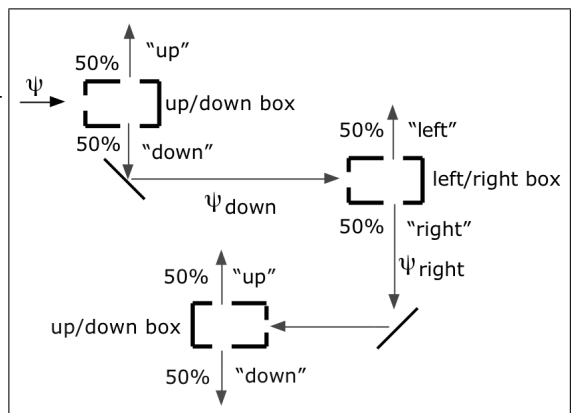 "up"
50%
ψ
up/down box
50% "down"
50% "left"
ψdown
left/right box
50% "right"
ψright
50% "up"
up/down box
50% "down"